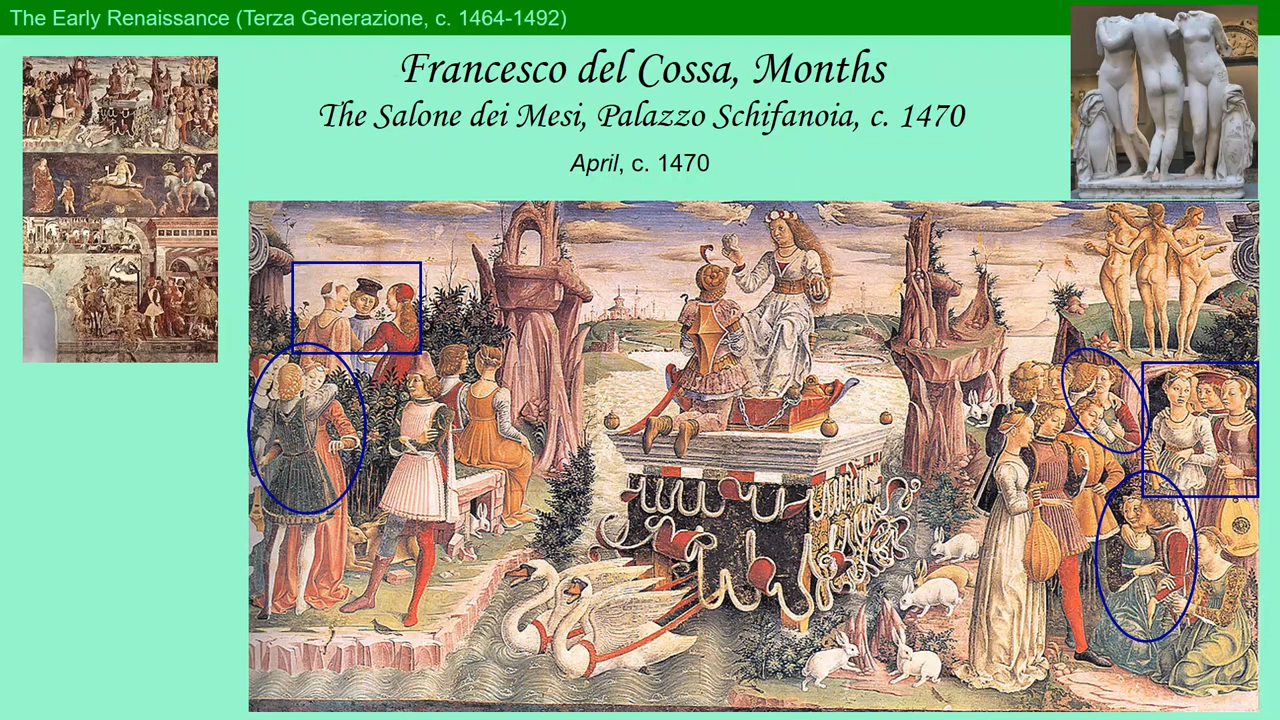 The Early Renaissance (Terza Generazione, c. 1464-1492)
Francesco del Cossa, Months
The Salone dei Mesi, Palazzo Schifanoia, c. 1470
April, c. 1470